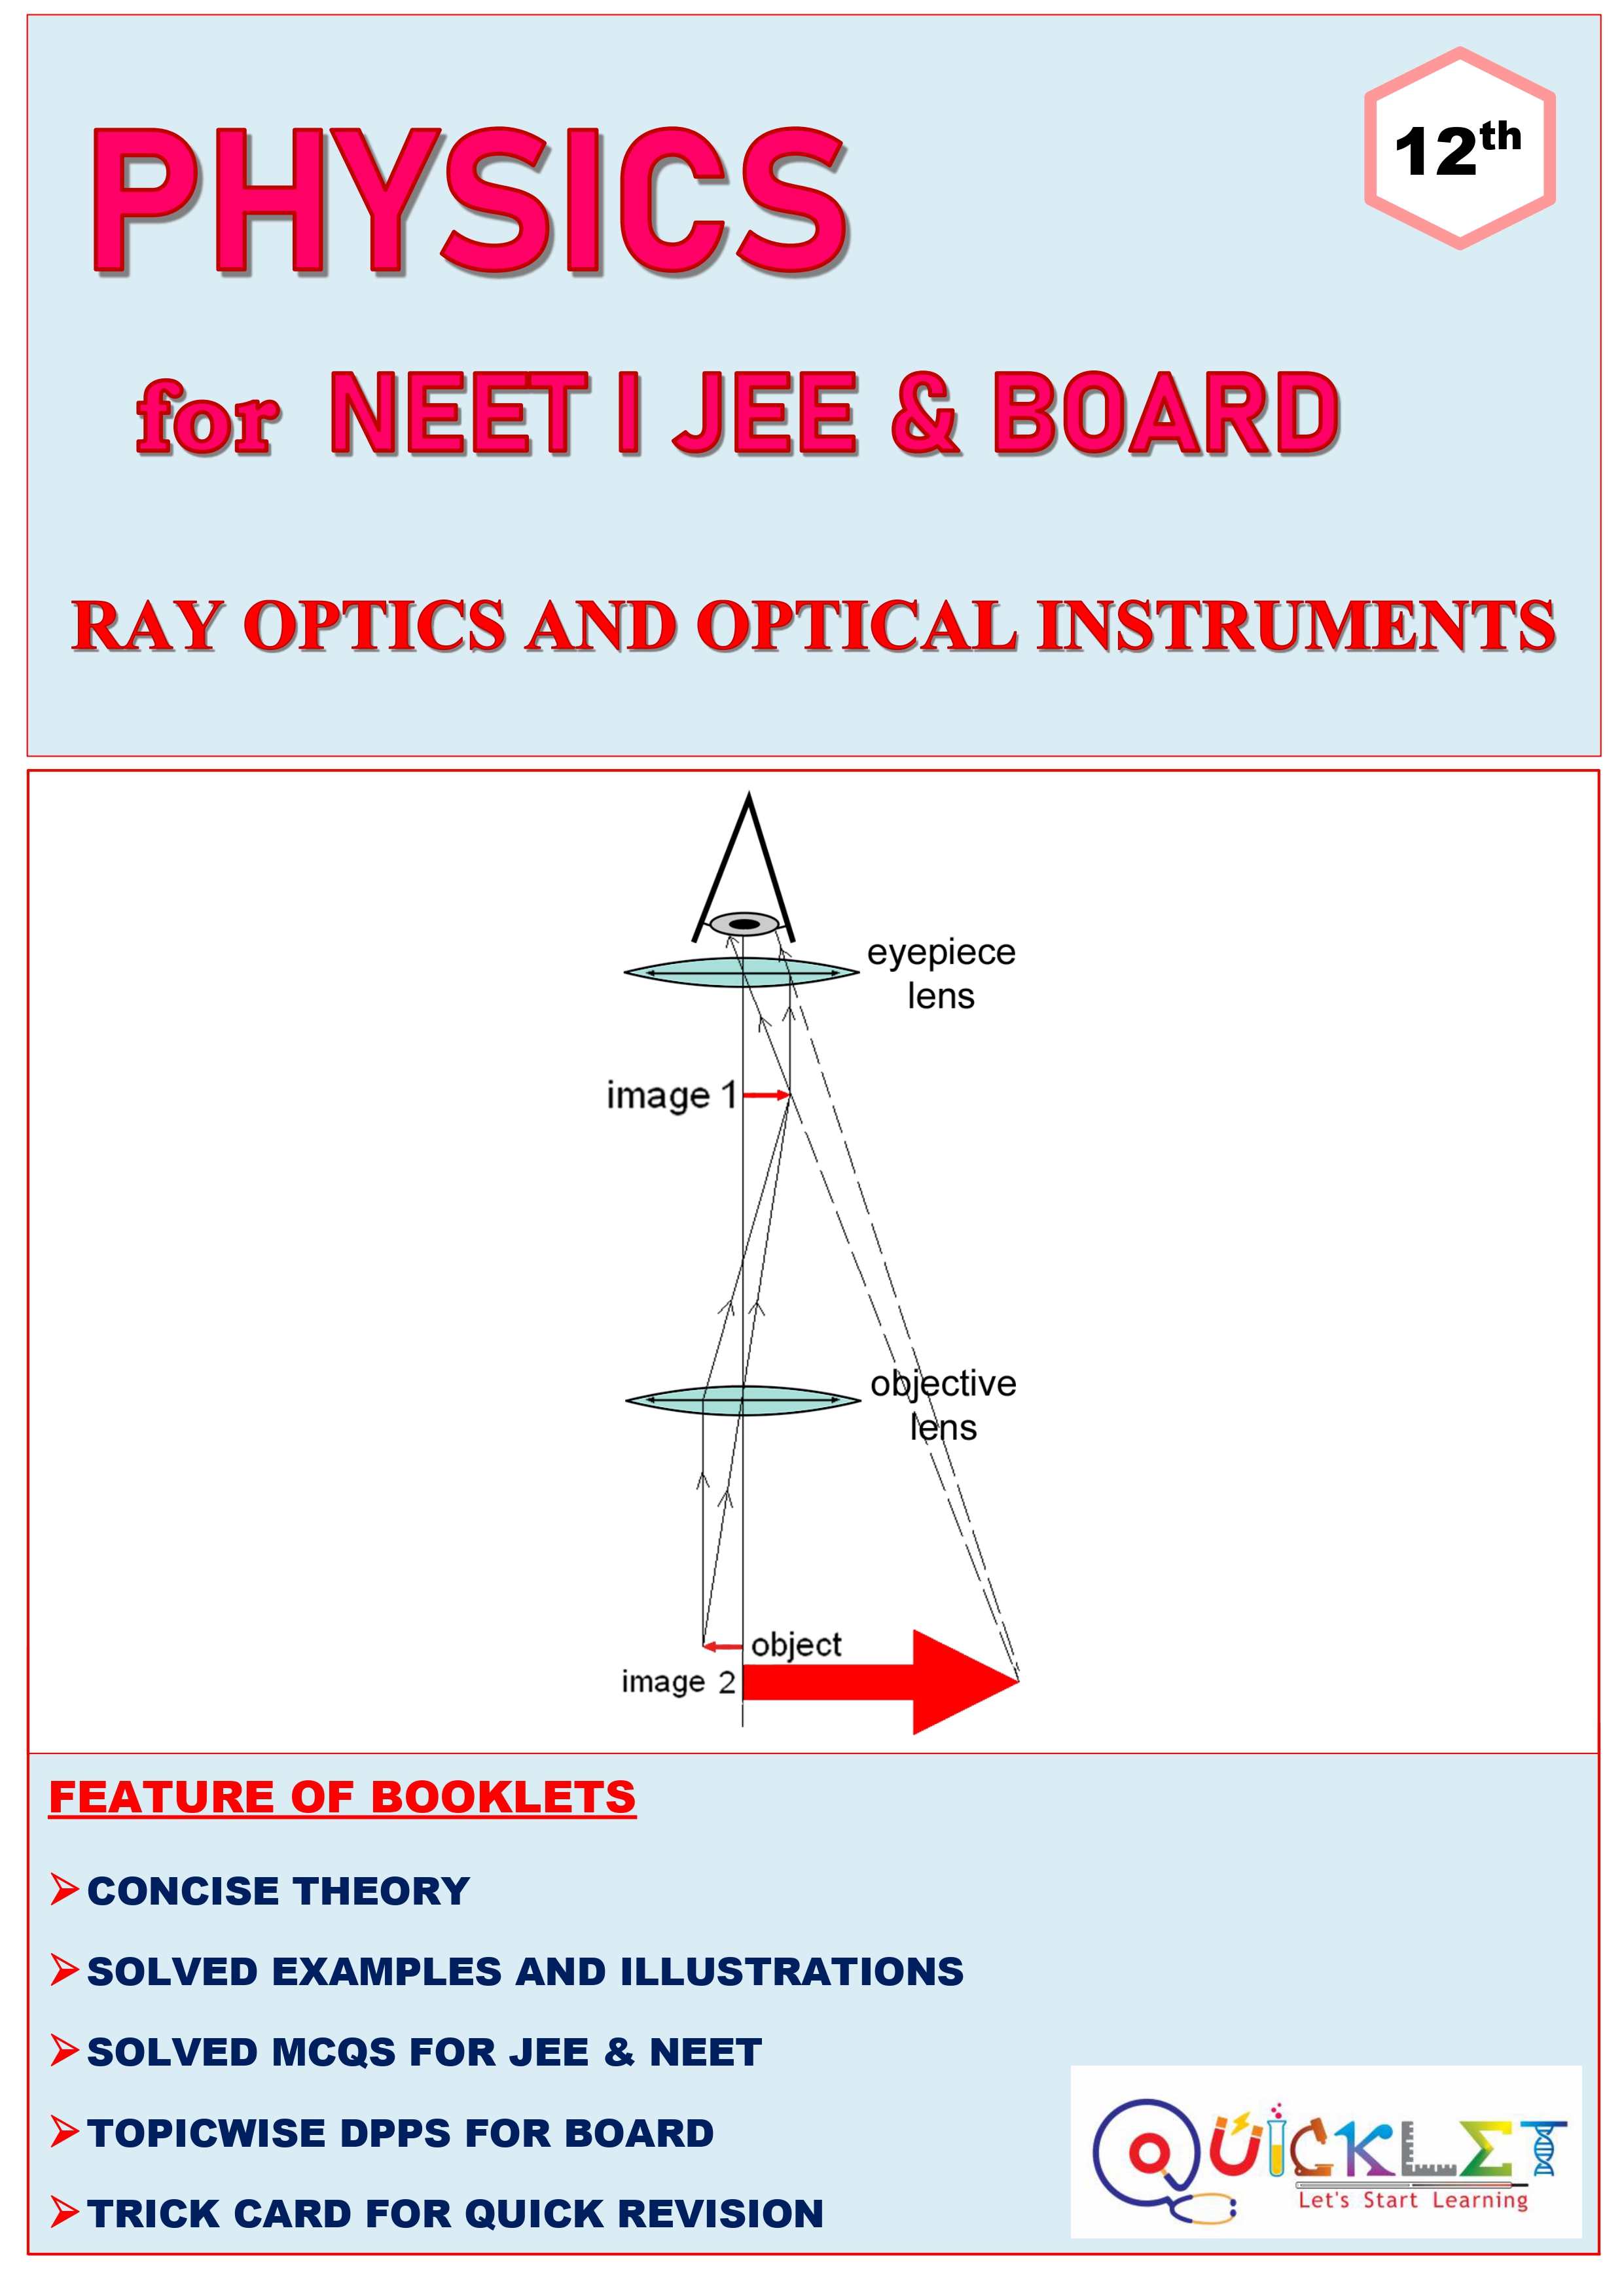 PHYSICS
12th
for NEET I JEE & BOARD
RAY OPTICS AND OPTICAL INSTRUMENTS
eyepiece
lens
image 1
objective
lens
object
image 2
FEATURE OF BOOKLETS
CONCISE THEORY
SOLVED EXAMPLES AND ILLUSTRATIONS
SOLVED MCQS FOR JEE & NEET
TOPICWISE DPPS FOR BOARD
TRICK CARD FOR QUICK REVISION
QUICKLET
Let's Start Learning